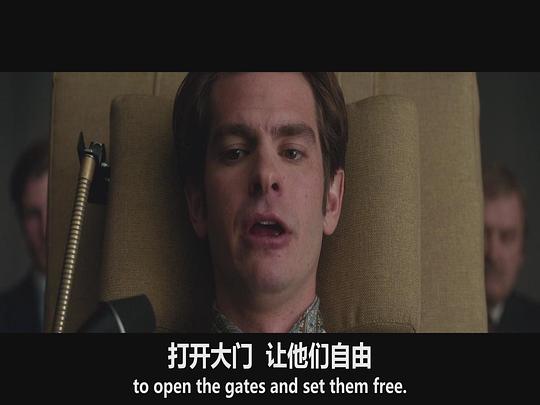 打开大门 让他们自由
to open the gates and set them free.